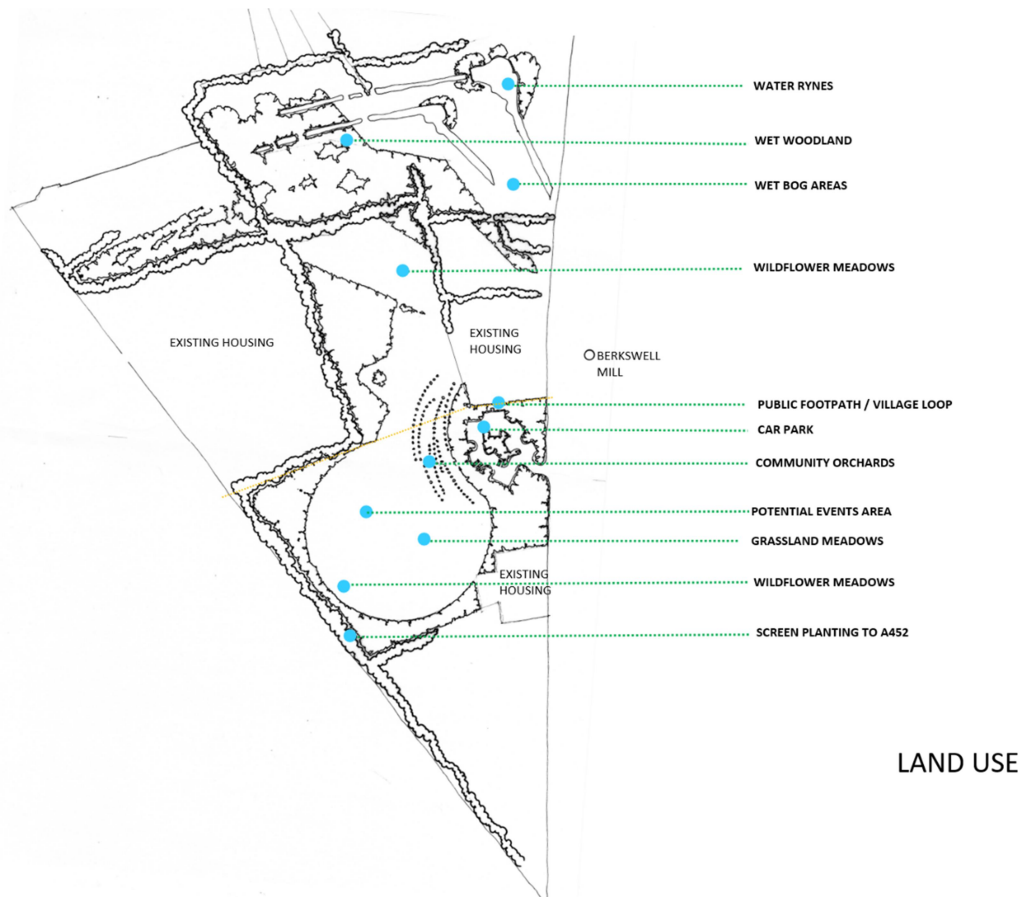 WATER RYNES
WET WOODLAND
WET BOG AREAS
WILDFLOWER MEADOWS
EXISTING HOUSING
EXISTING
HOUSING
BERKSWELL
MILL
PUBLIC FOOTPATH / VILLAGE LOOP
CAR PARK
COMMUNITY ORCHARDS
POTENTIAL EVENTS AREA
GRASSLAND MEADOWS
EXISTING
HOUSING
WILDFLOWER MEADOWS
SCREEN PLANTING TO A452
LAND USE